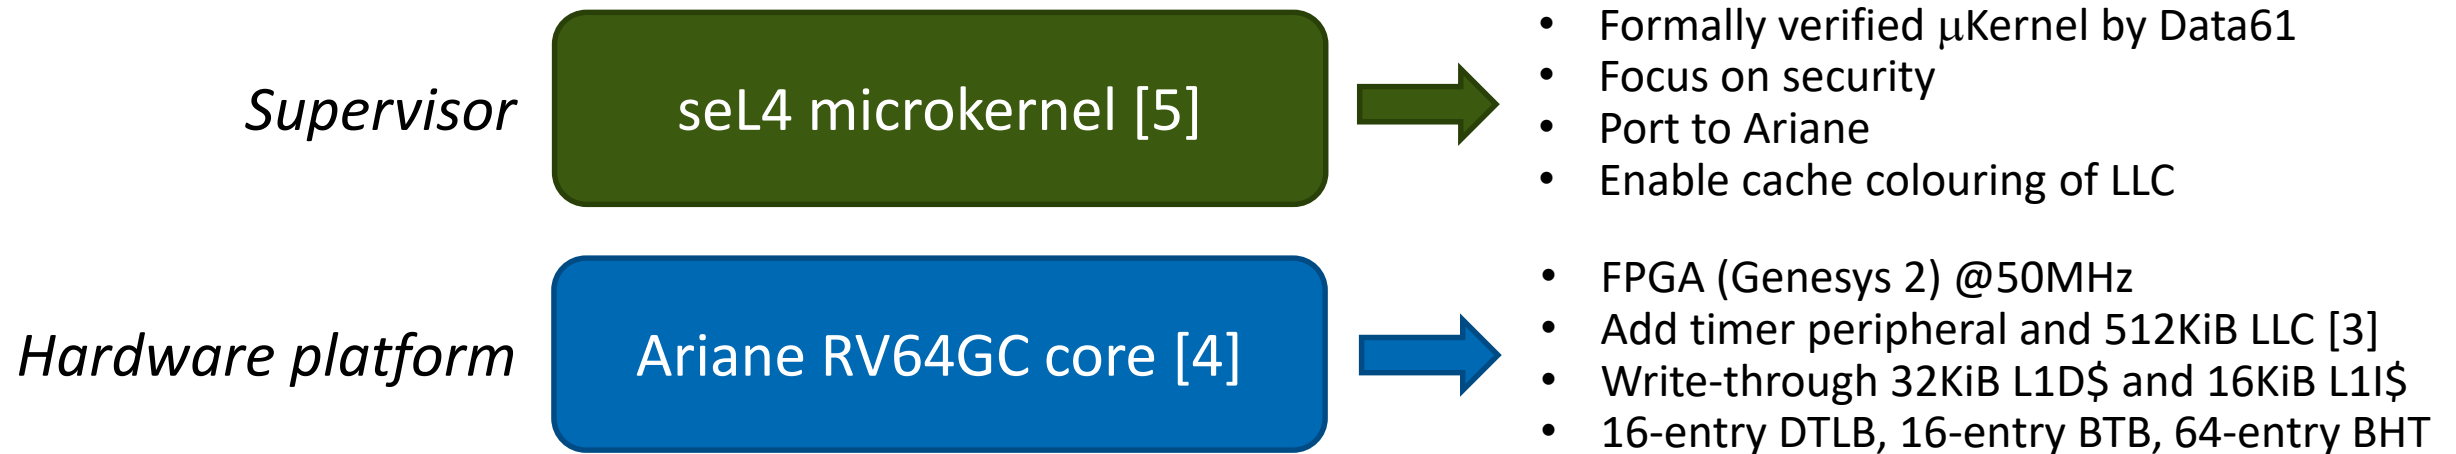 Supervisor
seL4 microkernel [5]
• Formally verified μKernel by Data61
• Focus on security
• Port to Ariane
• Enable cache colouring of LLC
Hardware platform
Ariane RV64GC core [4]
• FPGA (Genesys 2) @50MHz
• Add timer peripheral and 512KiB LLC [3]
• Write-through 32KiB L1D$ and 16KiB L1I$
• 16-entry DTLB, 16-entry BTB, 64-entry BHT